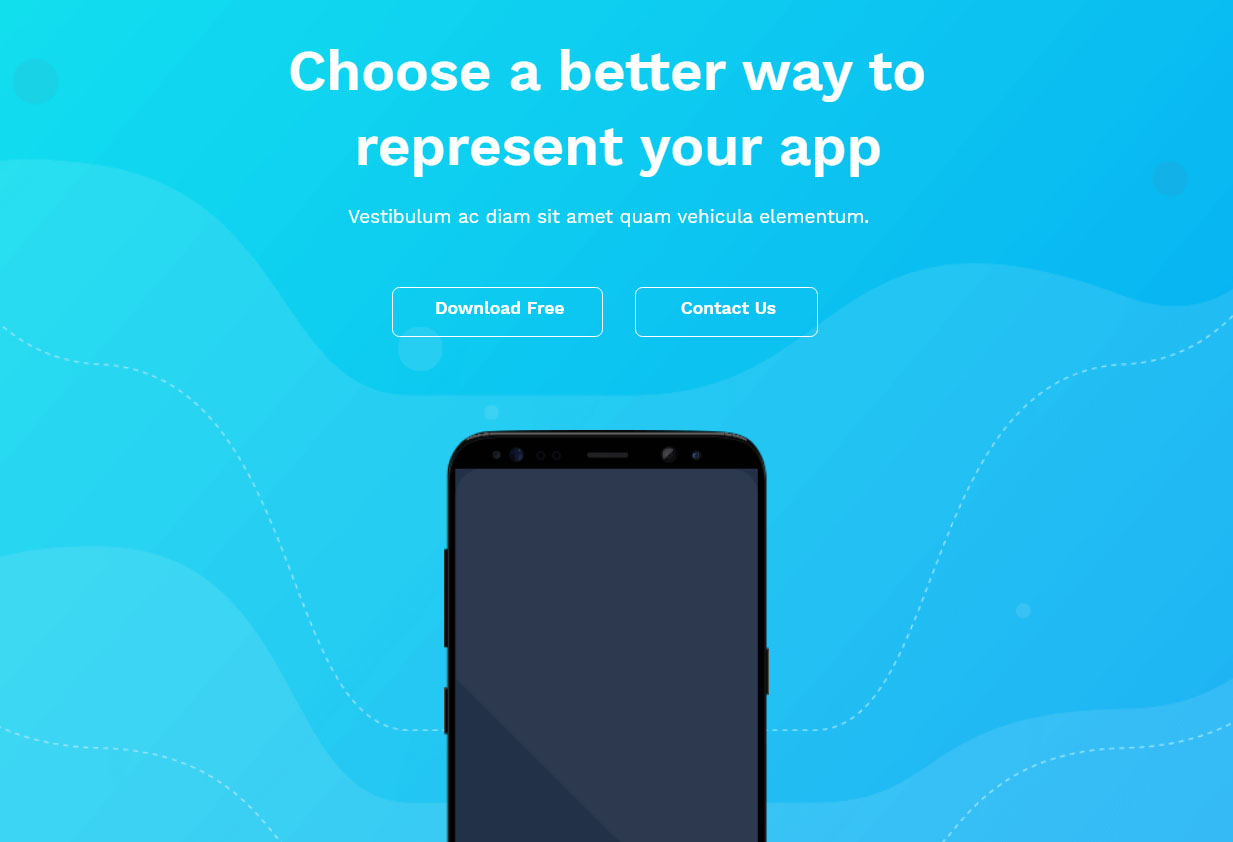 Choose a better way to
represent your app
Vestibulum ac diam sit amet quam vehicula elementum.
Download Free
Contact Us